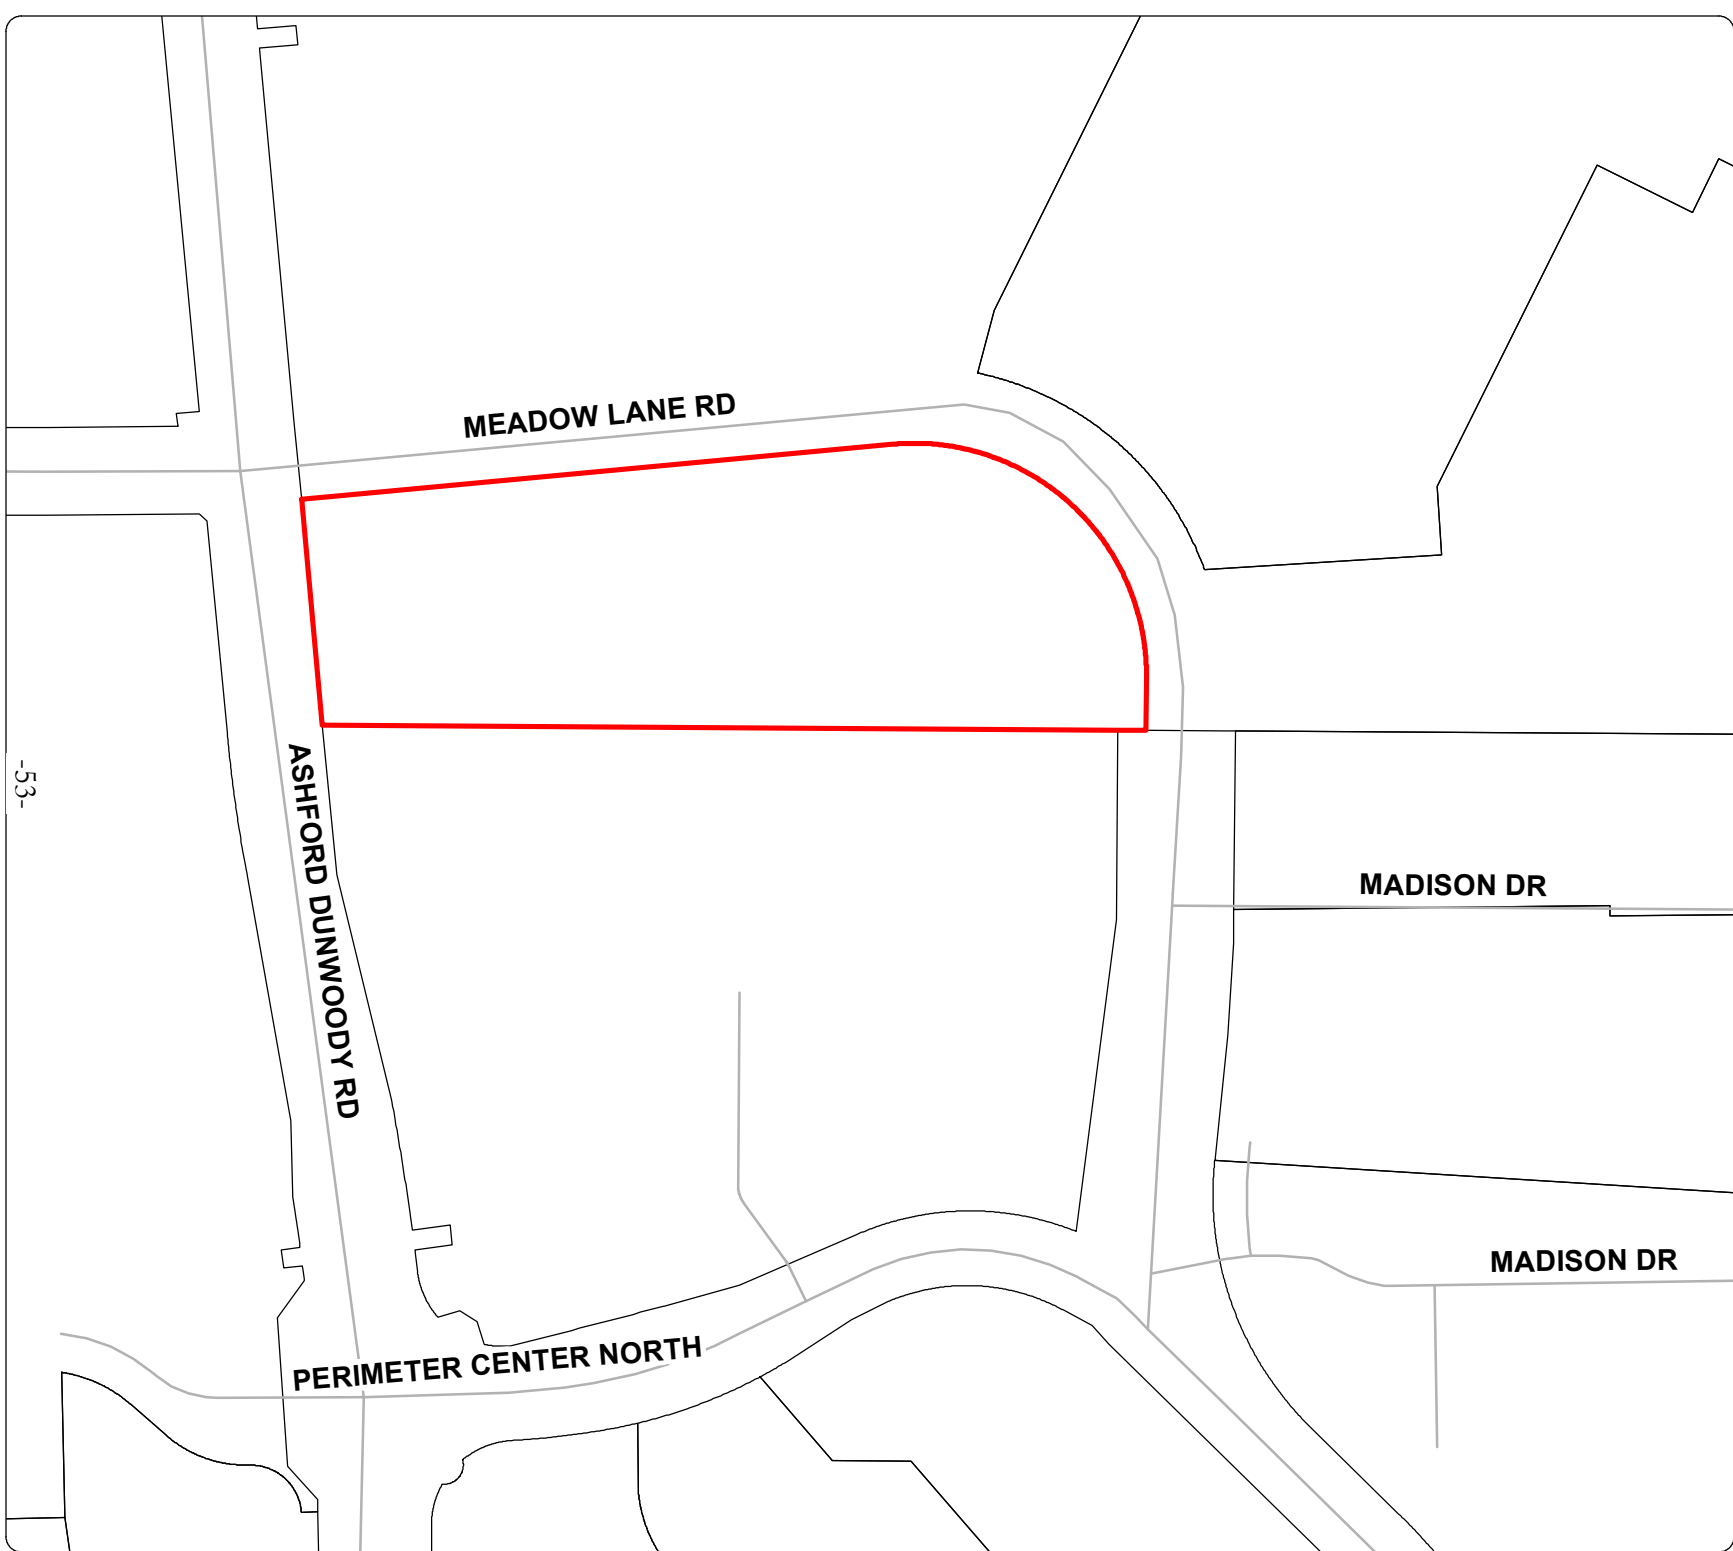 MEADOW LANE RD
-53-
ASHFORD DUNWOODY RD
MADISON DR
MADISON DR
PERIMETER CENTER NORTH